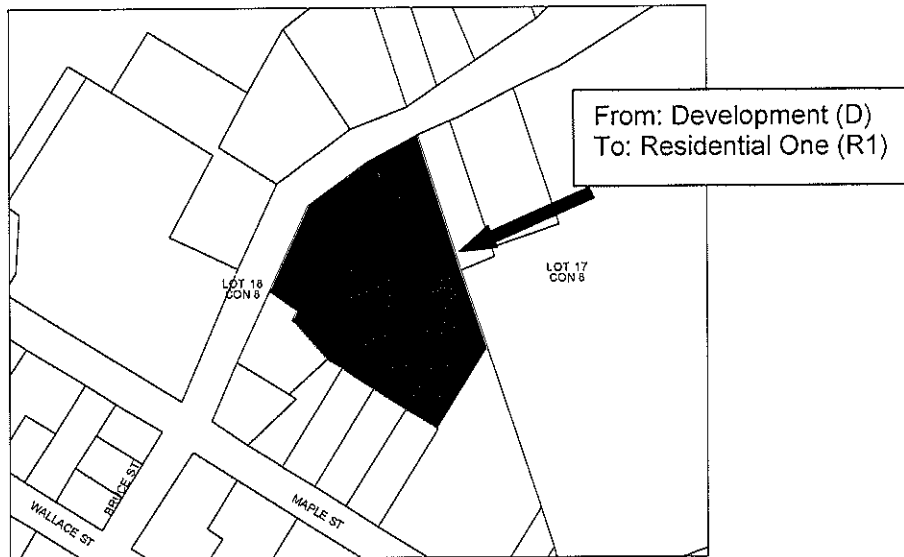 From: Development (D)
To: Residential One (R1)
LOT 17
CON 8
LOT 18
CON 8
BRUCE ST
MAPLE ST
WALLACE ST